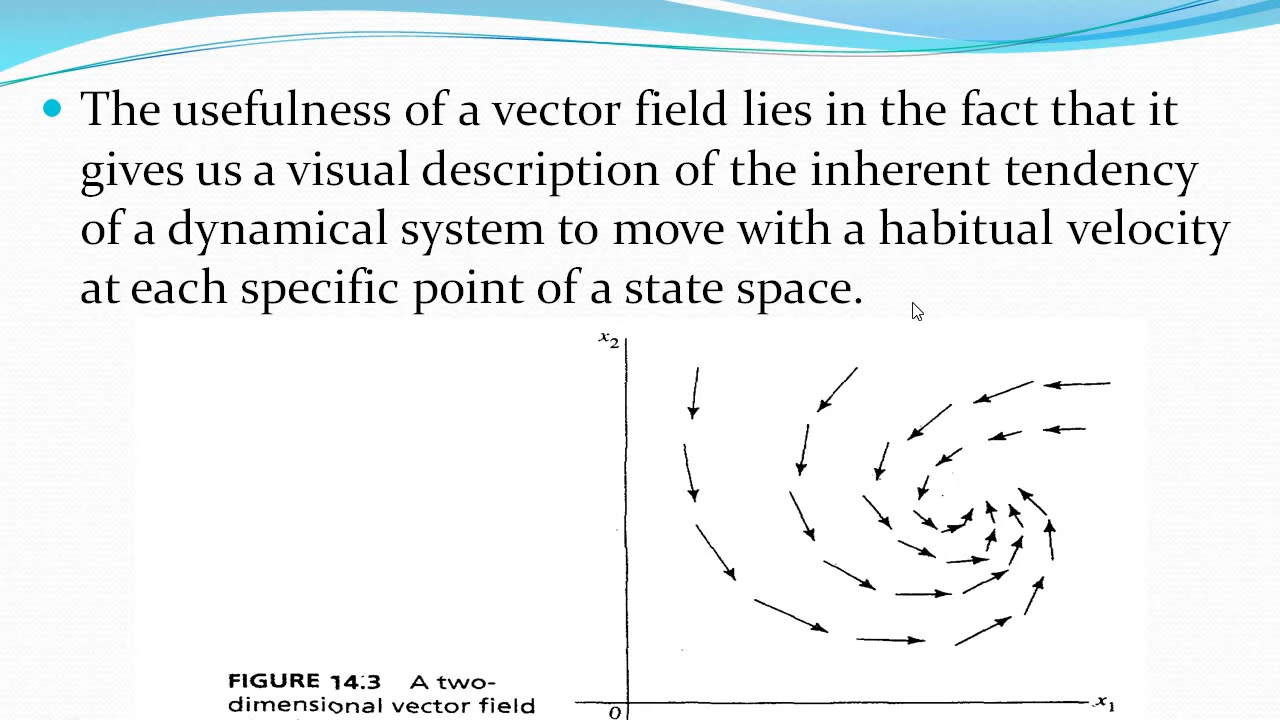 The usefulness of a vector field lies in the fact that it
gives us a visual description of the inherent tendency
of a dynamical system to move with a habitual velocity
at each specific point of a state space.
x2
FIGURE 14.3 A two-
dimensional vector field
0
x1